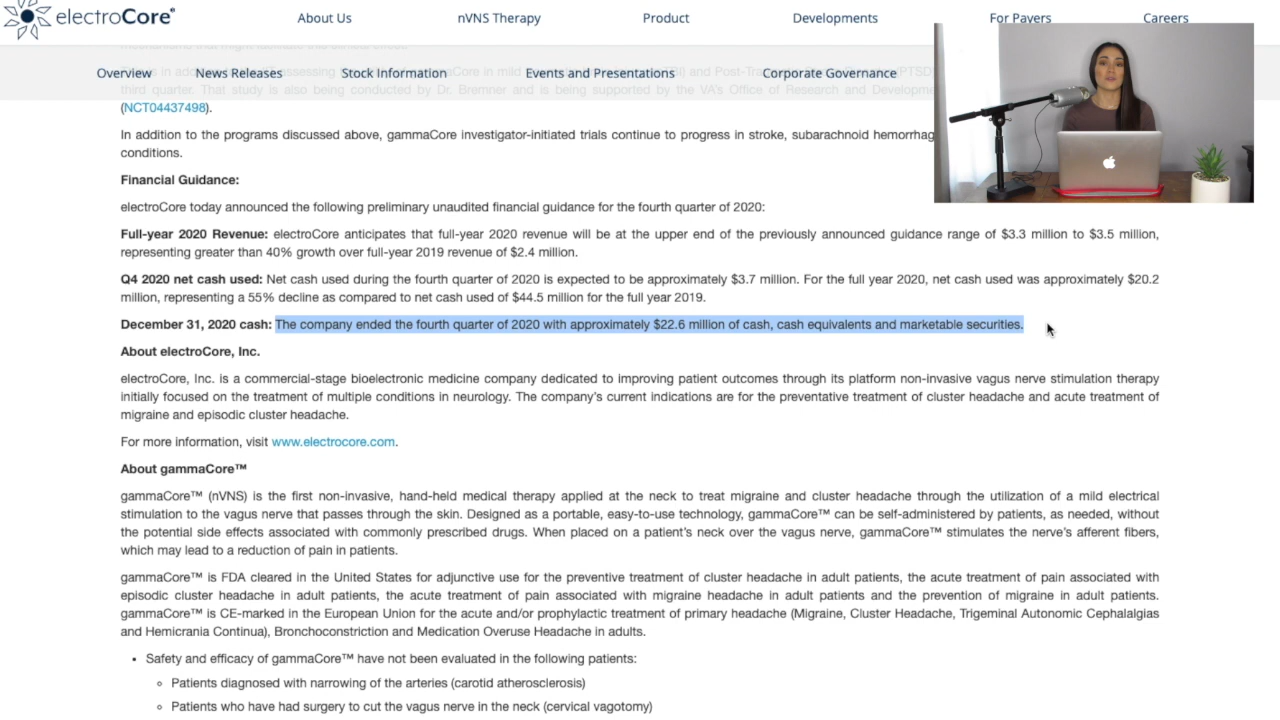 electroCore
About Us nVNS Therapy Product Developments For Payers Careers
Overview News Releases Stock Information Events and Presentations Corporate Governance
third quarter. That study is also being conducted by Dr. Bremner and is being supported by the VA's Office of Research and
(NCT04437498).
In addition to the programs discussed above, gammaCore investigator-initiated trials continue to progress in stroke, subarachnoid
conditions.
Financial Guidance:
electroCore today announced the following preliminary unaudited financial guidance for the fourth quarter of 2020:
Full-year 2020 Revenue: electroCore anticipates that full-year 2020 revenue will be at the upper end of the previously announced guidance range of $3.3 million to $3.5 million,
representing greater than 40% growth over full-year 2019 revenue of $2.4 million.
Q4 2020 net cash used: Net cash used during the fourth quarter of 2020 is expected to be approximately $3.7 million. For the full year 2020, net cash used was approximately $20.2
million, representing a 55% decline as compared to net cash used of $44.5 million for the full year 2019.
December 31, 2020 cash: The company ended the fourth quarter of 2020 with approximately $22.6 million of cash, cash equivalents and marketable securities.
About electroCore, Inc.
electroCore, Inc. is a commercial-stage bioelectronic medicine company dedicated to improving patient outcomes through its platform non-invasive vagus nerve stimulation therapy
initially focused on the treatment of multiple conditions in neurology. The company's current indications are for the preventative treatment of cluster headache and acute treatment of
migraine and episodic cluster headache.
For more information, visit www.electrocore.com.
About gammaCore™
gammaCore™ (nVNS) is the first non-invasive, hand-held medical therapy applied at the neck to treat migraine and cluster headache through the utilization of a mild electrical
stimulation to the vagus nerve that passes through the skin. Designed as a portable, easy-to-use technology, gammaCore™ can be self-administered by patients, as needed, without
the potential side effects associated with commonly prescribed drugs. When placed on a patient's neck over the vagus nerve, gammaCore™ stimulates the nerve's afferent fibers,
which may lead to a reduction of pain in patients.
gammaCore™ is FDA cleared in the United States for adjunctive use for the preventive treatment of cluster headache in adult patients, the acute treatment of pain associated with
episodic cluster headache in adult patients, the acute treatment of pain associated with migraine headache in adult patients and the prevention of migraine in adult patients.
gammaCore™ is CE-marked in the European Union for the acute and/or prophylactic treatment of primary headache (Migraine, Cluster Headache, Trigeminal Autonomic Cephalalgias
and Hemicrania Continua), Bronchoconstriction and Medication Overuse Headache in adults.
• Safety and efficacy of gammaCore™ have not been evaluated in the following patients:
◦ Patients diagnosed with narrowing of the arteries (carotid atherosclerosis)
◦ Patients who have had surgery to cut the vagus nerve in the neck (cervical vagotomy)